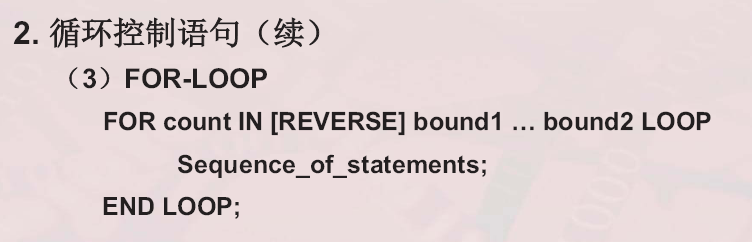 2. 循环控制语句（续）
（3）FOR-LOOP
FOR count IN [REVERSE] bound1 … bound2 LOOP
Sequence_of_statements;
END LOOP;